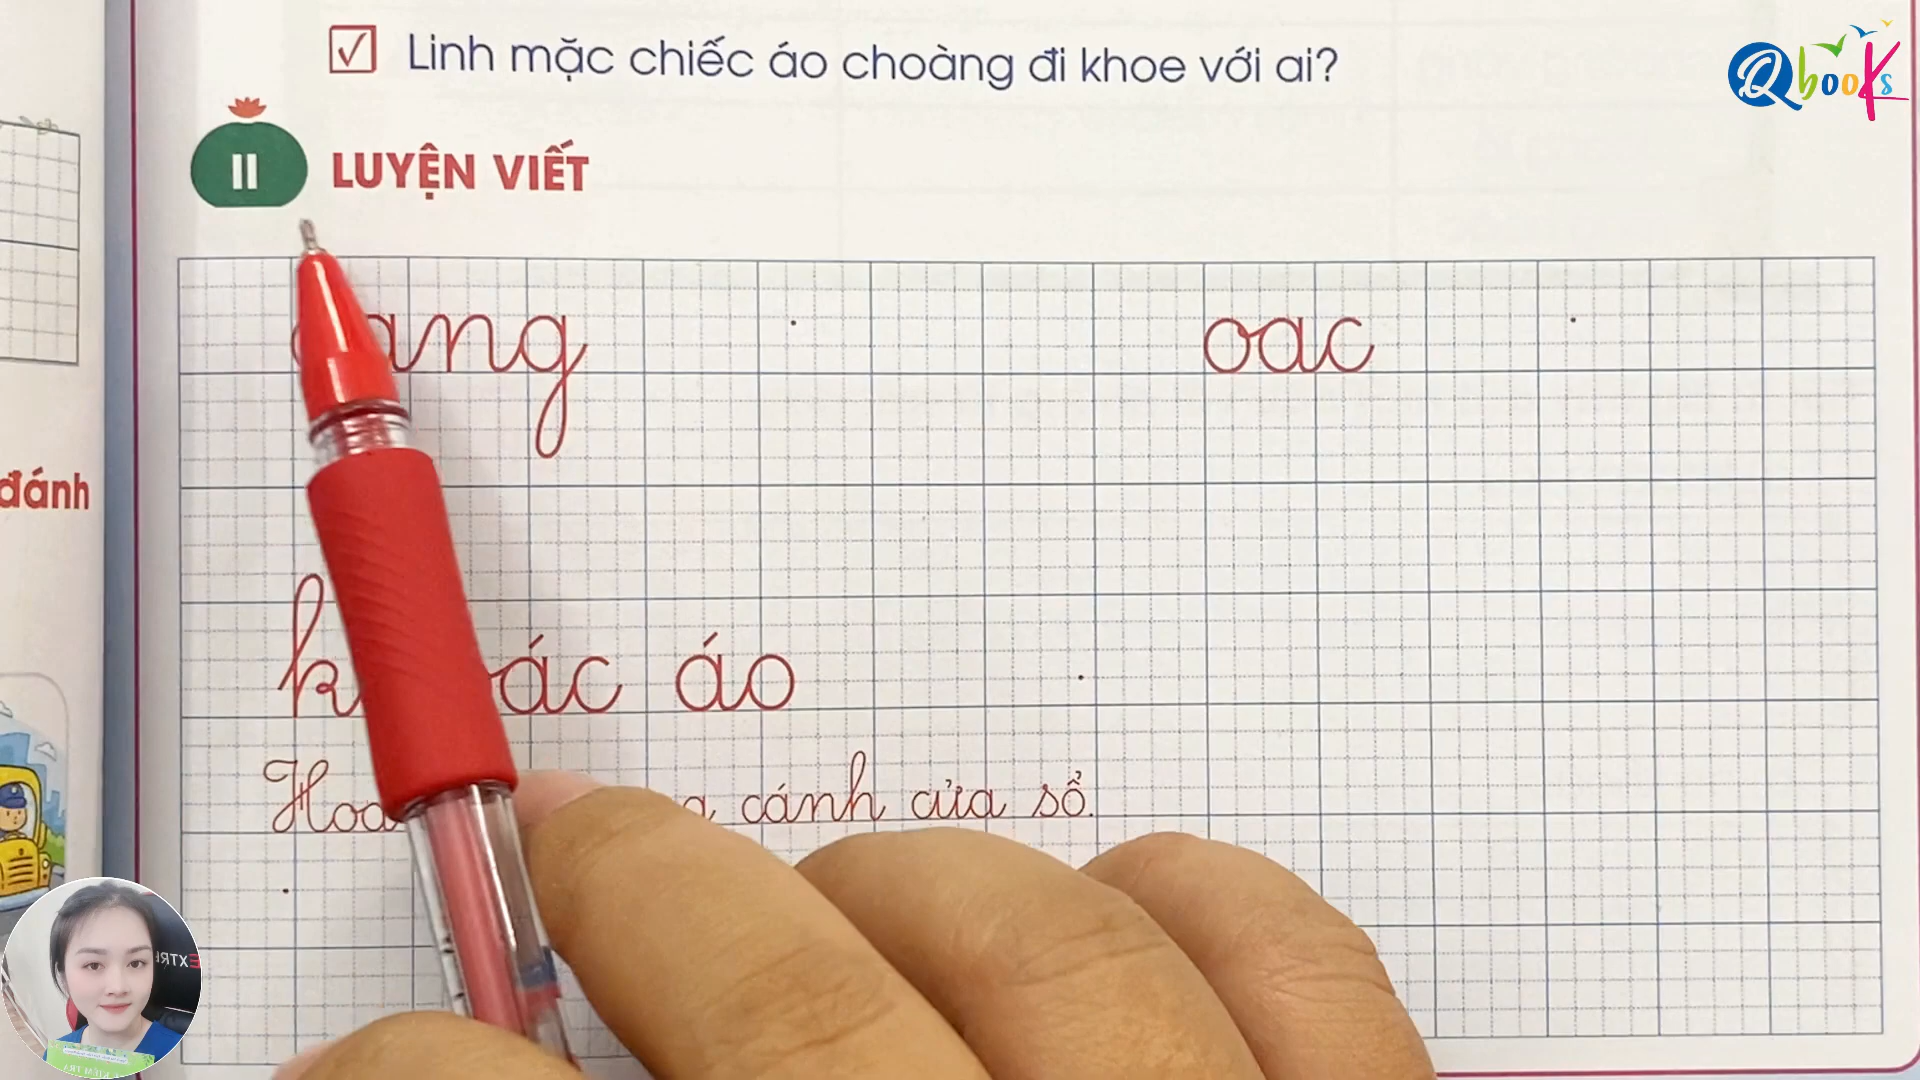 Linh mặc chiếc áo choàng đi khoe với ai?
Qbooks
II LUYỆN VIẾT
oac
đánh
áo
cánh cửa sổ.